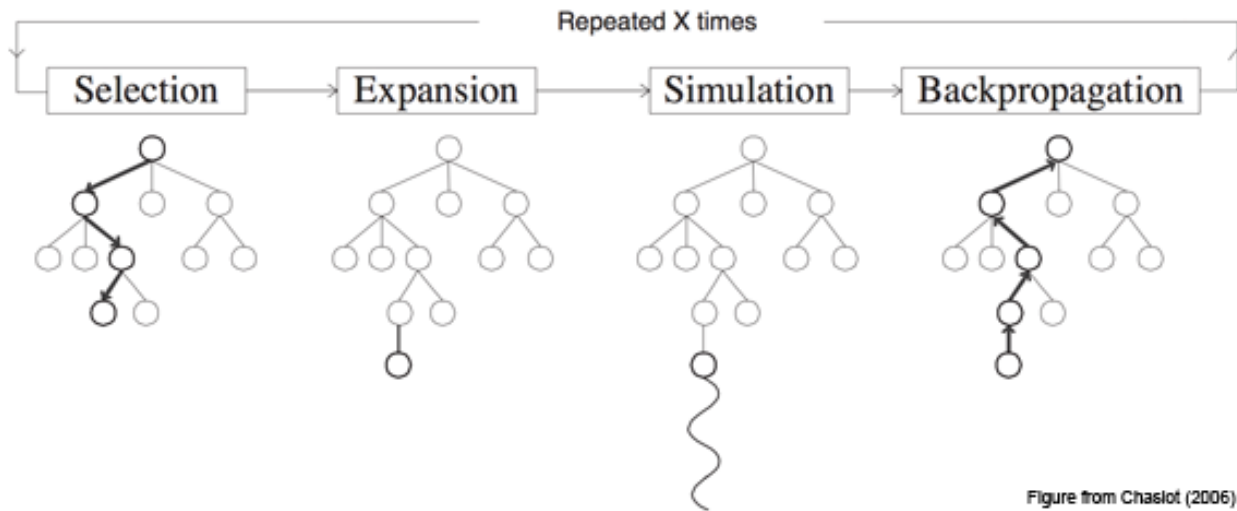 Repeated X times
Selection
Expansion
Simulation
Backpropagation
Figure from Chaslot (2006)